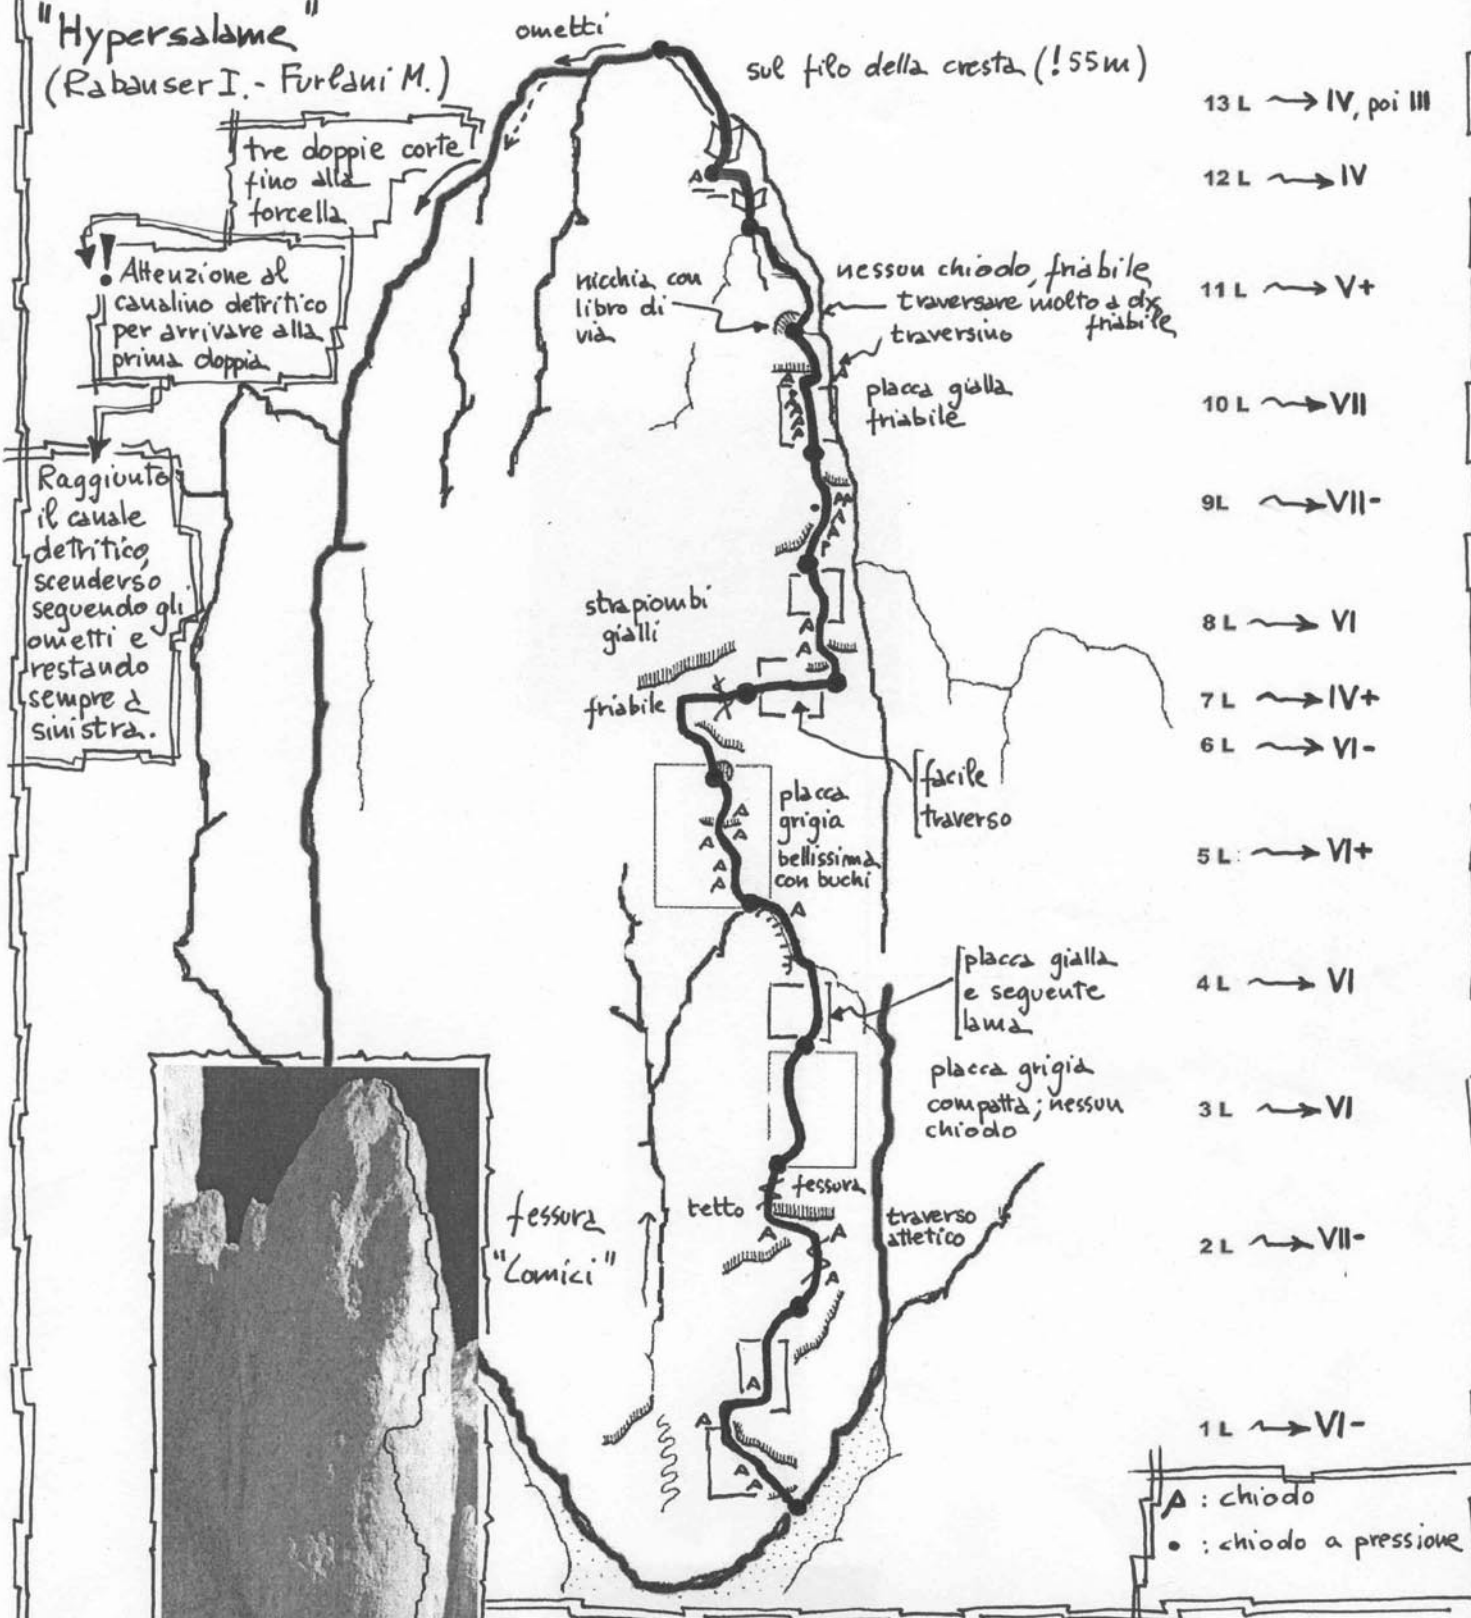 "Hypersalame"
(Rabanser I. - Furlani M.)
ometti
sul filo della cresta (!55m)
tre doppie corte
fino alla
forcella
! Attenzione al
canalino detritico
per arrivare alla
prima doppia
Raggiunto
il canale
detritico,
scenderso
seguendo gli
ometti e
restando
sempre a
sinistra.
nicchia con
libro di
via
nessun chiodo, friabile
traversare molto a dx,
friabile
traversino
placca gialla
friabile
strapiombi
gialli
friabile
facile
traverso
placca
grigia
bellissima
con buchi
placca gialla
e seguente
lama
placca grigia
compatta; nessun
chiodo
fessura
tetto
traverso
atletico
fessura
"Comici"
13 L → IV, poi III
12 L → IV
11 L → V+
10 L → VII
9L → VII-
8 L → VI
7 L → IV+
6 L → VI-
5 L → VI+
4 L → VI
3 L → VI
2 L → VII-
1 L → VI-
A : chiodo
• : chiodo a pressione